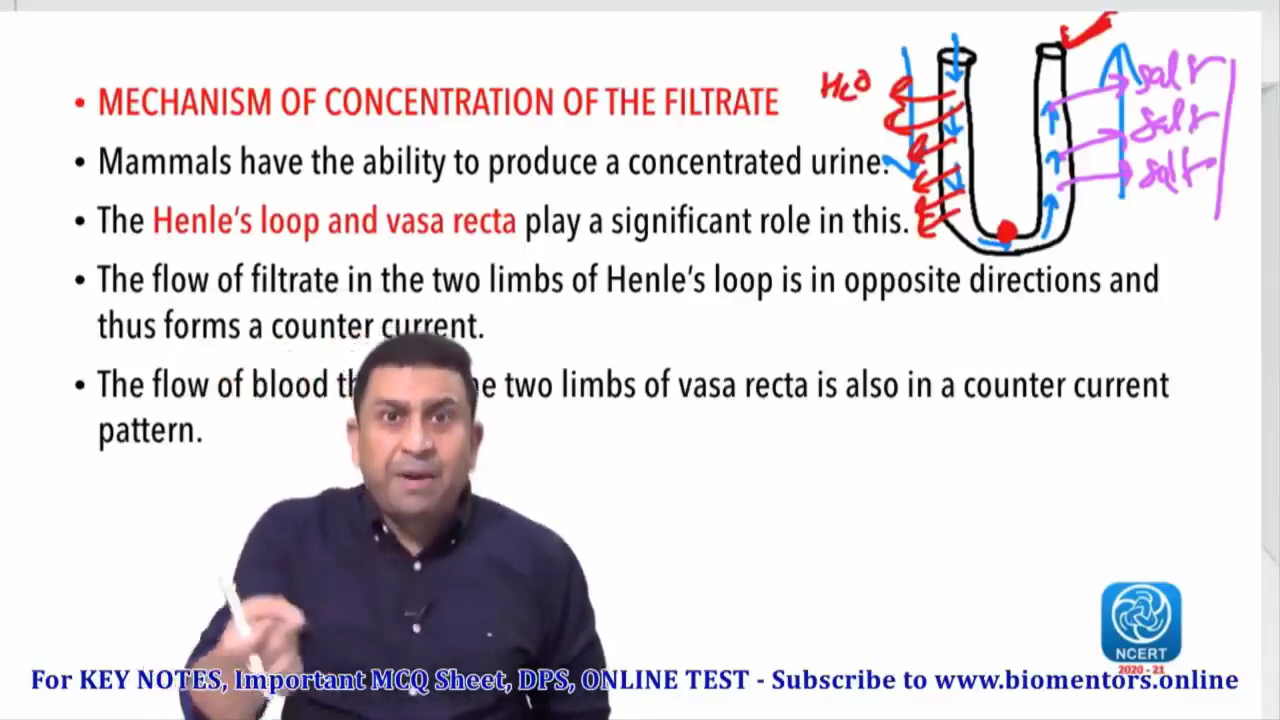 • MECHANISM OF CONCENTRATION OF THE FILTRATE
• Mammals have the ability to produce a concentrated urine.
• The Henle's loop and vasa recta play a significant role in this.
• The flow of filtrate in the two limbs of Henle's loop is in opposite directions and
thus forms a counter current.
• The flow of blood th e two limbs of vasa recta is also in a counter current
pattern.
H2O
salt
salt
salt
NCERT
2020 - 21
For KEY NOTES, Important MCQ Sheet, DPS, ONLINE TEST - Subscribe to www.biomentors.online